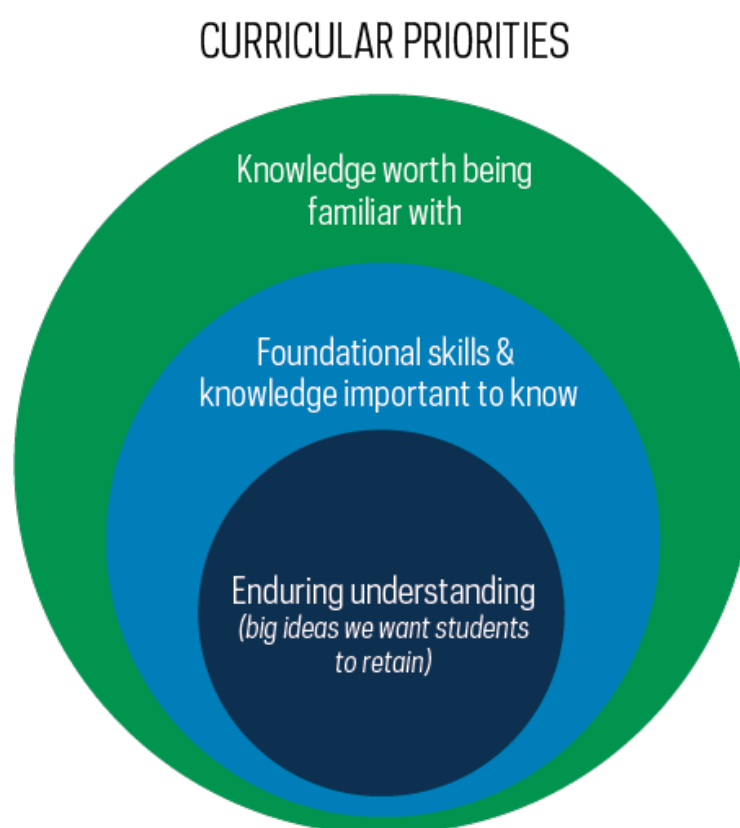 CURRICULAR PRIORITIES
Knowledge worth being
familiar with
Foundational skills &
knowledge important to know
Enduring understanding
(big ideas we want students
to retain)